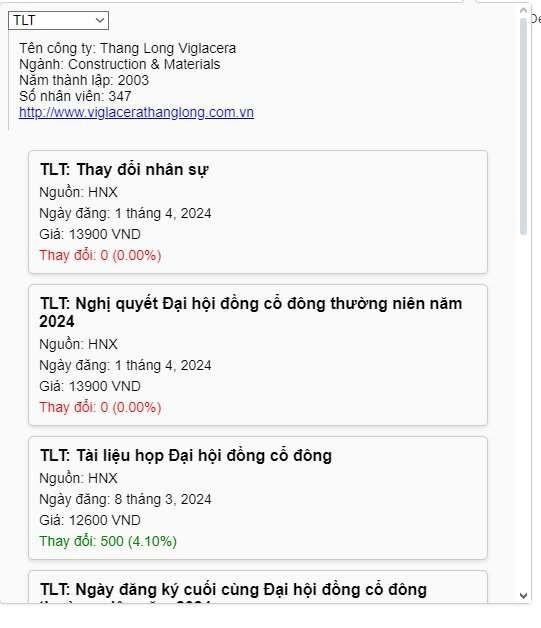 TLT
Tên công ty: Thang Long Viglacera
Ngành: Construction & Materials
Năm thành lập: 2003
Số nhân viên: 347
http://www.viglacerathanglong.com.vn
TLT: Thay đổi nhân sự
Nguồn: HNX
Ngày đăng: 1 tháng 4, 2024
Giá: 13900 VND
Thay đổi: 0 (0.00%)
TLT: Nghị quyết Đại hội đồng cổ đông thường niên năm
2024
Nguồn: HNX
Ngày đăng: 1 tháng 4, 2024
Giá: 13900 VND
Thay đổi: 0 (0.00%)
TLT: Tài liệu họp Đại hội đồng cổ đông
Nguồn: HNX
Ngày đăng: 8 tháng 3, 2024
Giá: 12600 VND
Thay đổi: 500 (4.10%)
TLT: Ngày đăng ký cuối cùng Đại hội đồng cổ đông